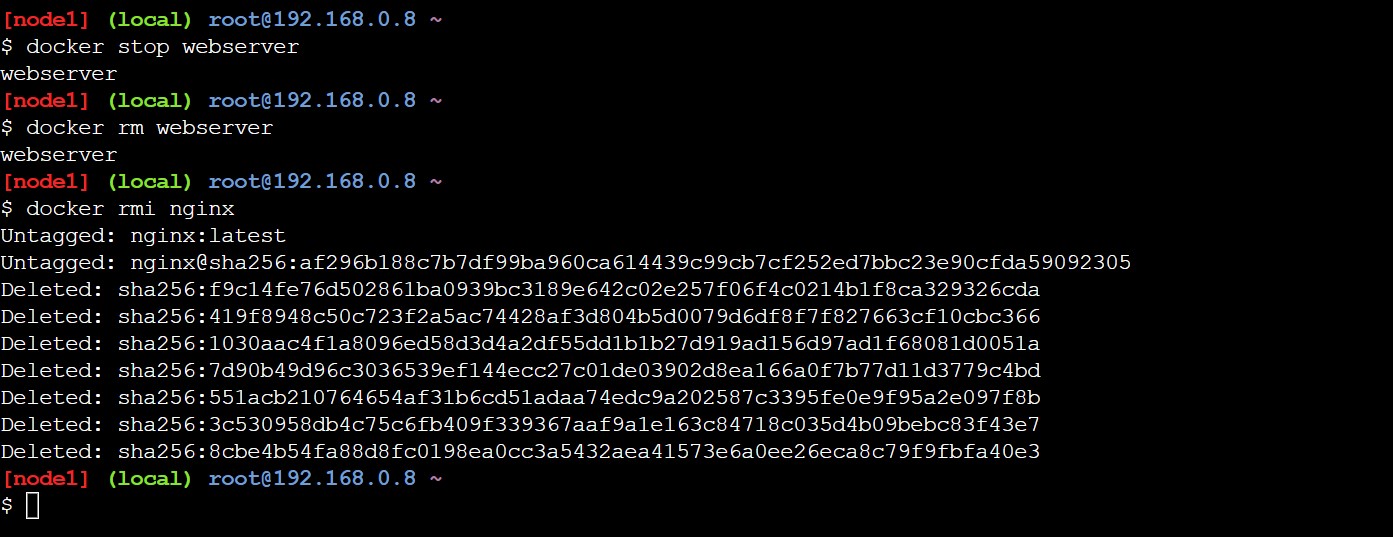 [node1] (local) root@192.168.0.8 ~
$ docker stop webserver
webserver
[node1] (local) root@192.168.0.8 ~
$ docker rm webserver
webserver
[node1] (local) root@192.168.0.8 ~
$ docker rmi nginx
Untagged: nginx:latest
Untagged: nginx@sha256:af296b188c7b7df99ba960ca614439c99cb7cf252ed7bbc23e90cfda59092305
Deleted: sha256:f9c14fe76d502861ba0939bc3189e642c02e257f06f4c0214b1f8ca329326cda
Deleted: sha256:419f8948c50c723f2a5ac74428af3d804b5d0079d6df8f7f827663cf10cbc366
Deleted: sha256:1030aac4f1a8096ed58d3d4a2df55dd1b1b27d919ad156d97ad1f68081d0051a
Deleted: sha256:7d90b49d96c3036539ef144ecc27c01de03902d8ea166a0f7b77d11d3779c4bd
Deleted: sha256:551acb210764654af31b6cd51adaa74edc9a202587c3395fe0e9f95a2e097f8b
Deleted: sha256:3c530958db4c75c6fb409f339367aaf9a1e163c84718c035d4b09bebc83f43e7
Deleted: sha256:8cbe4b54fa88d8fc0198ea0cc3a5432aea41573e6a0ee26eca8c79f9fbfa40e3
[node1] (local) root@192.168.0.8 ~
$